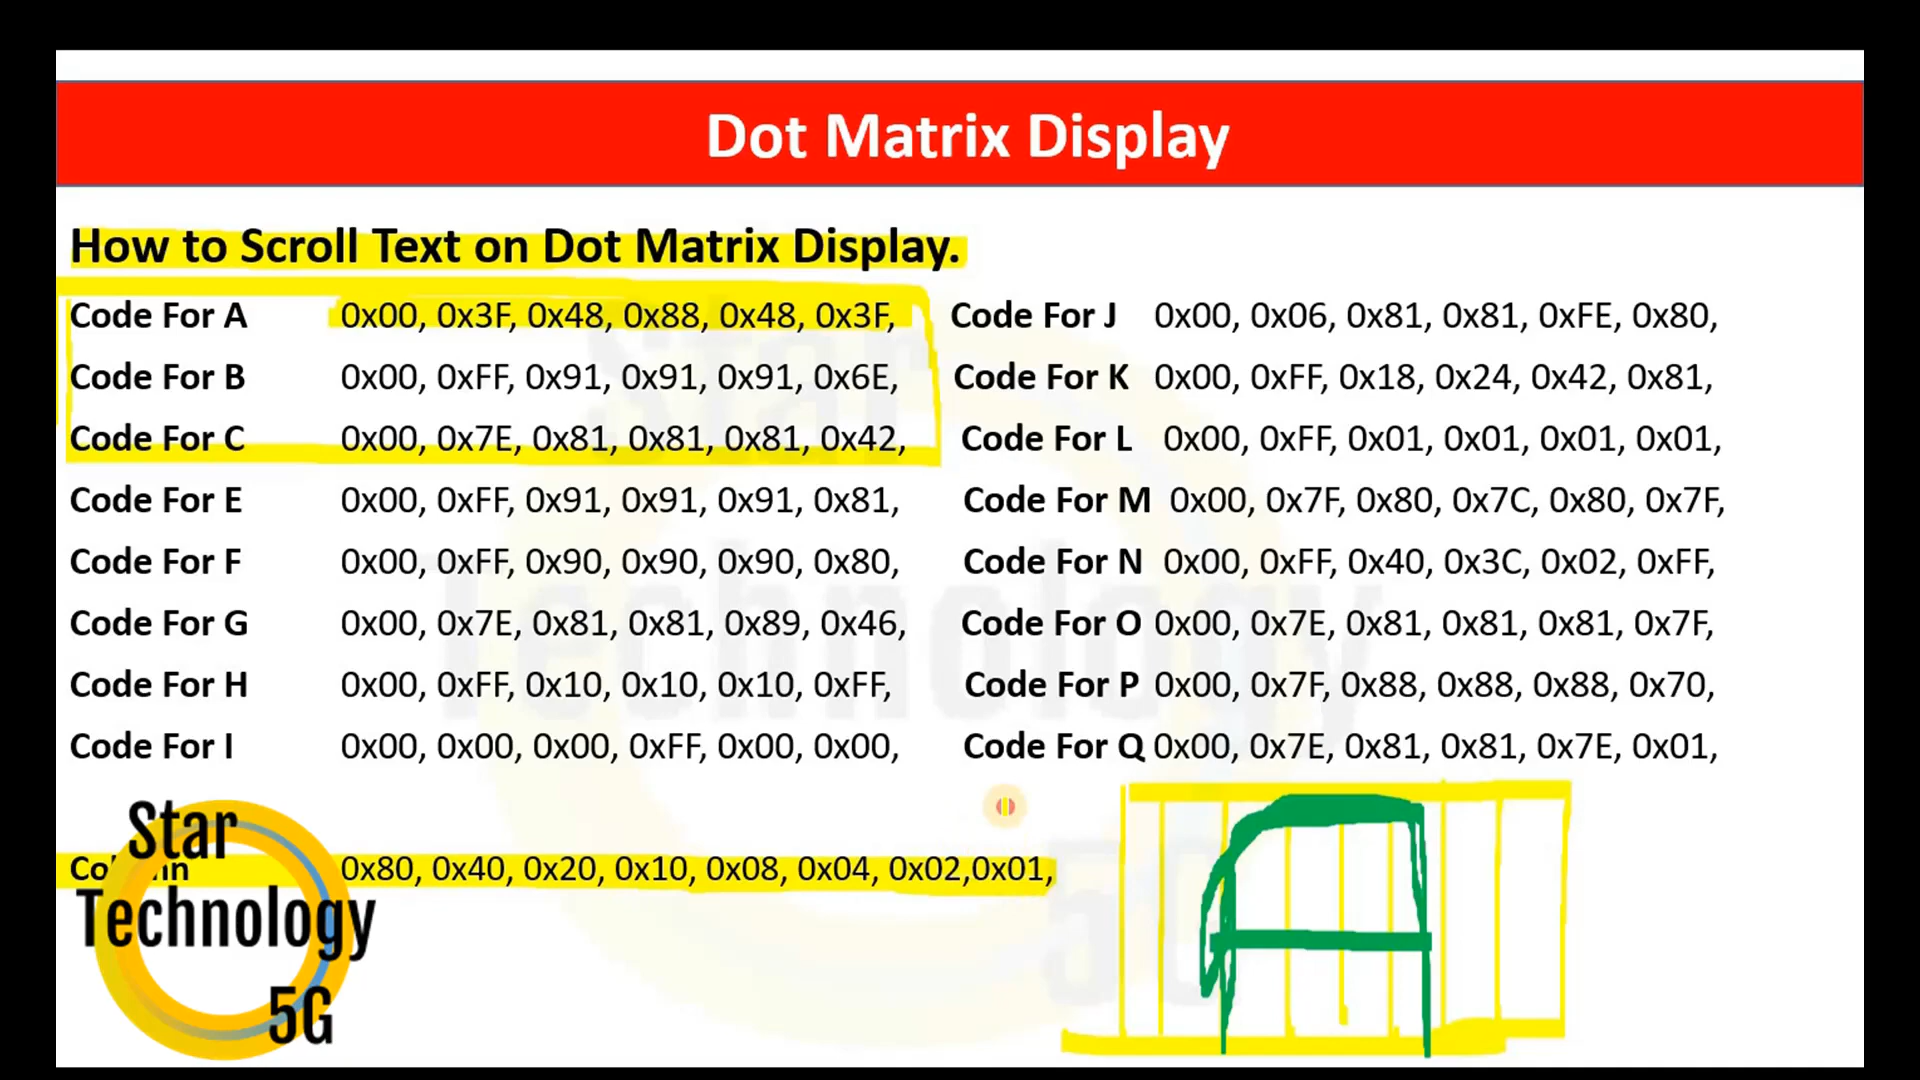 Dot Matrix Display
How to Scroll Text on Dot Matrix Display.
Code For A 0x00, 0x3F, 0x48, 0x88, 0x48, 0x3F,
Code For B 0x00, 0xFF, 0x91, 0x91, 0x91, 0x6E,
Code For C 0x00, 0x7E, 0x81, 0x81, 0x81, 0x42,
Code For E 0x00, 0xFF, 0x91, 0x91, 0x91, 0x81,
Code For F 0x00, 0xFF, 0x90, 0x90, 0x90, 0x80,
Code For G 0x00, 0x7E, 0x81, 0x81, 0x89, 0x46,
Code For H 0x00, 0xFF, 0x10, 0x10, 0x10, 0xFF,
Code For I 0x00, 0x00, 0x00, 0xFF, 0x00, 0x00,
Code For J 0x00, 0x06, 0x81, 0x81, 0xFE, 0x80,
Code For K 0x00, 0xFF, 0x18, 0x24, 0x42, 0x81,
Code For L 0x00, 0xFF, 0x01, 0x01, 0x01, 0x01,
Code For M 0x00, 0x7F, 0x80, 0x7C, 0x80, 0x7F,
Code For N 0x00, 0xFF, 0x40, 0x3C, 0x02, 0xFF,
Code For O 0x00, 0x7E, 0x81, 0x81, 0x81, 0x7F,
Code For P 0x00, 0x7F, 0x88, 0x88, 0x88, 0x70,
Code For Q 0x00, 0x7E, 0x81, 0x81, 0x7E, 0x01,
0x80, 0x40, 0x20, 0x10, 0x08, 0x04, 0x02,0x01,
Star
Technology
5G
Star
Technology
5G